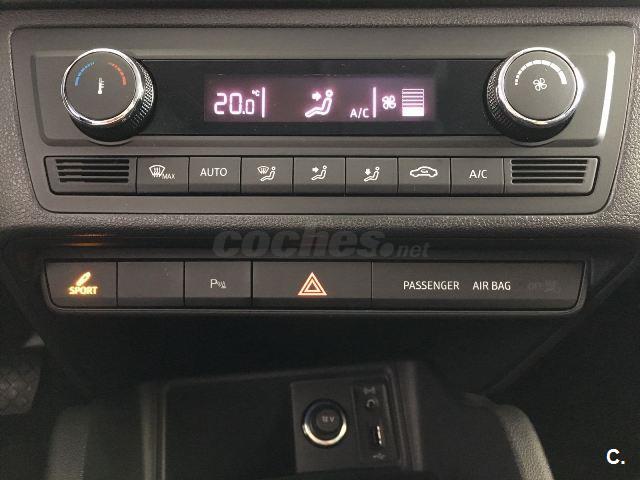 20.0°C A/C
MAX AUTO A/C
coches.net
SPORT P PASSENGER AIR BAG
12V
C.